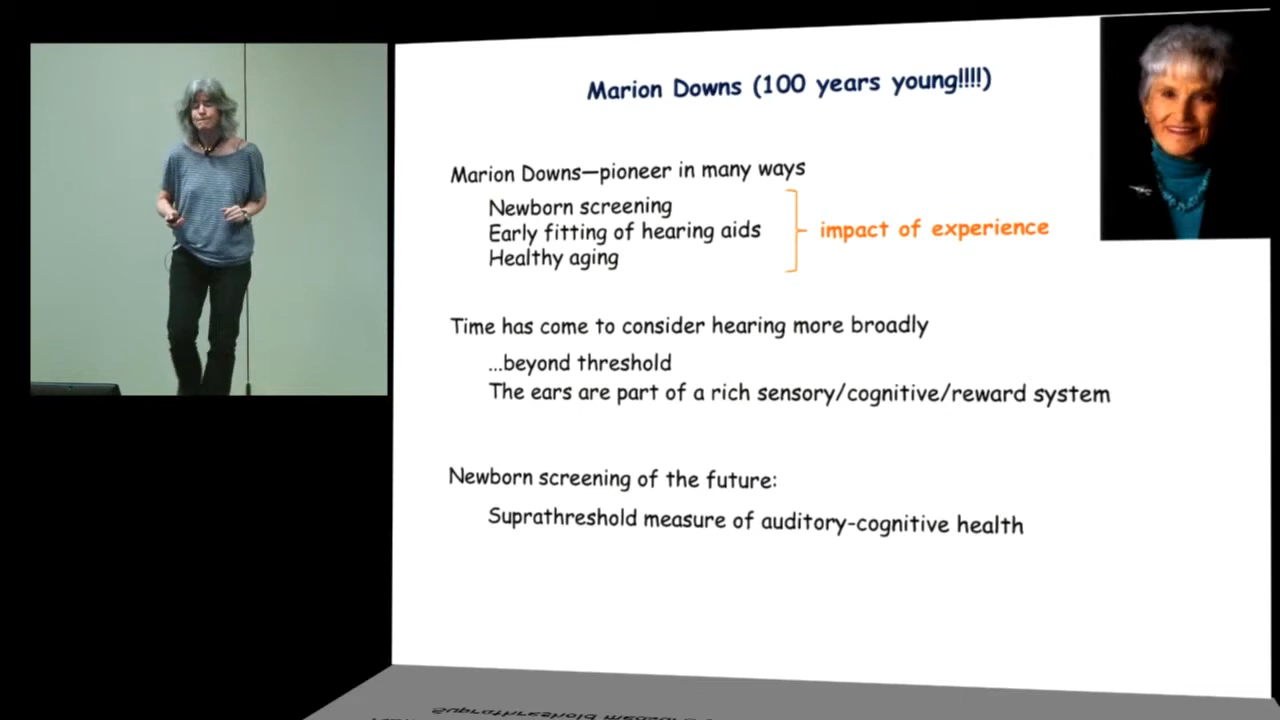 Marion Downs (100 years young!!!!)
Marion Downs—pioneer in many ways
Newborn screening
Early fitting of hearing aids
Healthy aging
impact of experience
Time has come to consider hearing more broadly
...beyond threshold
The ears are part of a rich sensory/cognitive/reward system
Newborn screening of the future:
Suprathreshold measure of auditory-cognitive health